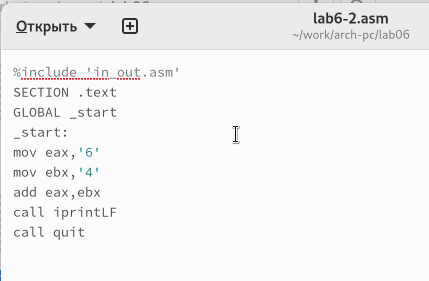 Открыть
lab6-2.asm
~/work/arch-pc/lab06
%include 'in_out.asm'
SECTION .text
GLOBAL _start
_start:
mov eax,'6'
mov ebx,'4'
add eax,ebx
call iprintLF
call quit